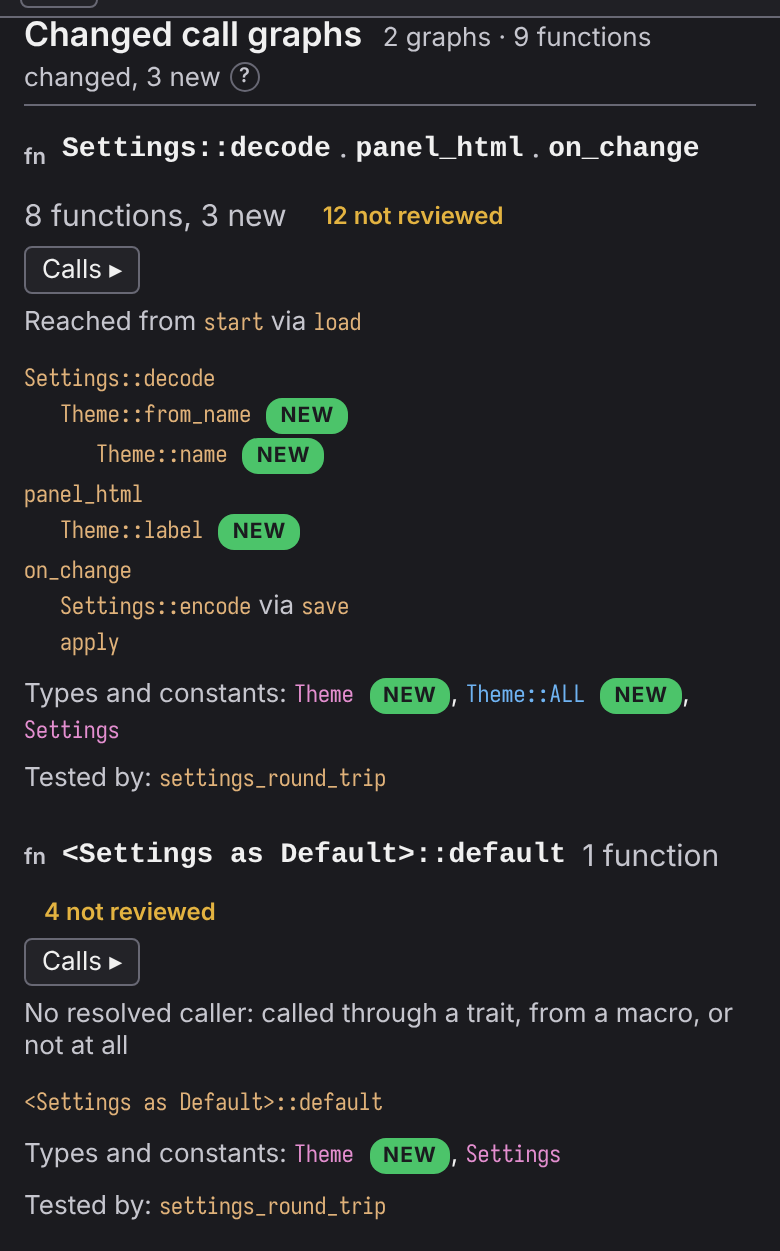 Changed call graphs 2 graphs · 9 functions
changed, 3 new ?
fn Settings::decode . panel_html . on_change
8 functions, 3 new 12 not reviewed
Calls ▸
Reached from start via load
Settings::decode
Theme::from_name NEW
Theme::name NEW
panel_html
Theme::label NEW
on_change
Settings::encode via save
apply
Types and constants: Theme NEW, Theme::ALL NEW,
Settings
Tested by: settings_round_trip
fn <Settings as Default>::default 1 function
4 not reviewed
Calls ▸
No resolved caller: called through a trait, from a macro, or
not at all
<Settings as Default>::default
Types and constants: Theme NEW, Settings
Tested by: settings_round_trip